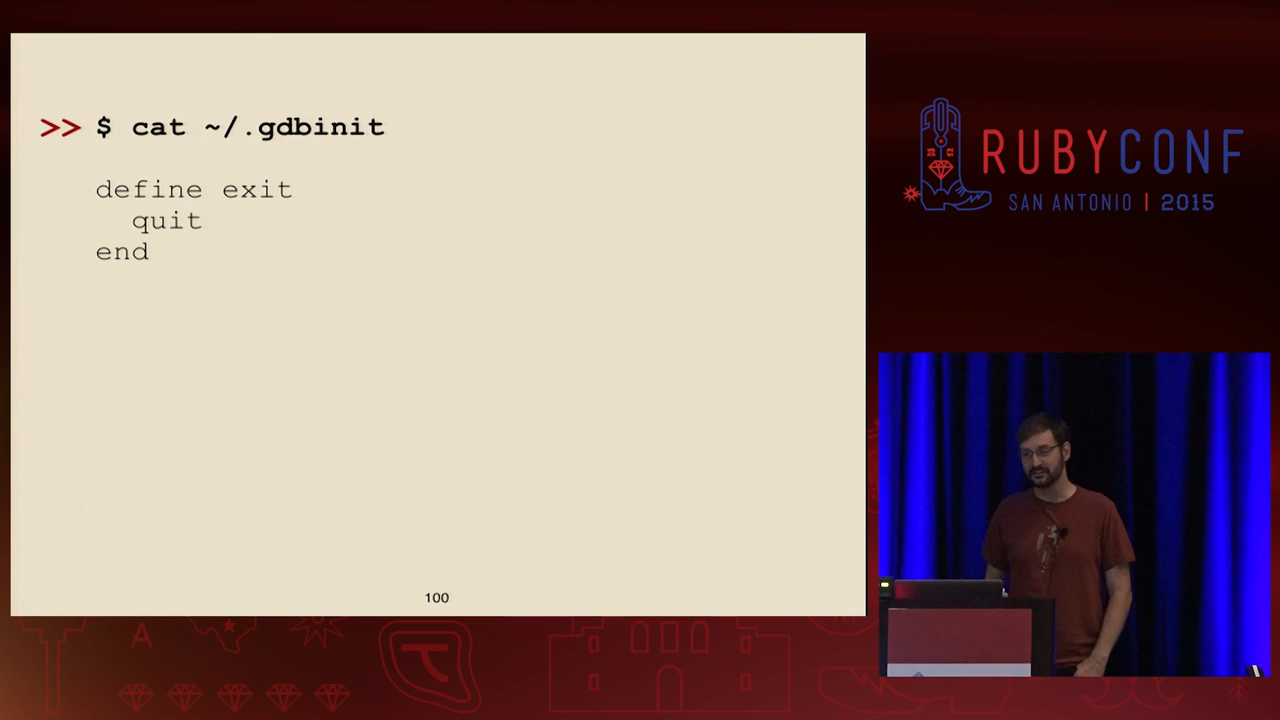 >> $ cat ~/.gdbinit
define exit
  quit
end
100
RUBYCONF
SAN ANTONIO | 2015